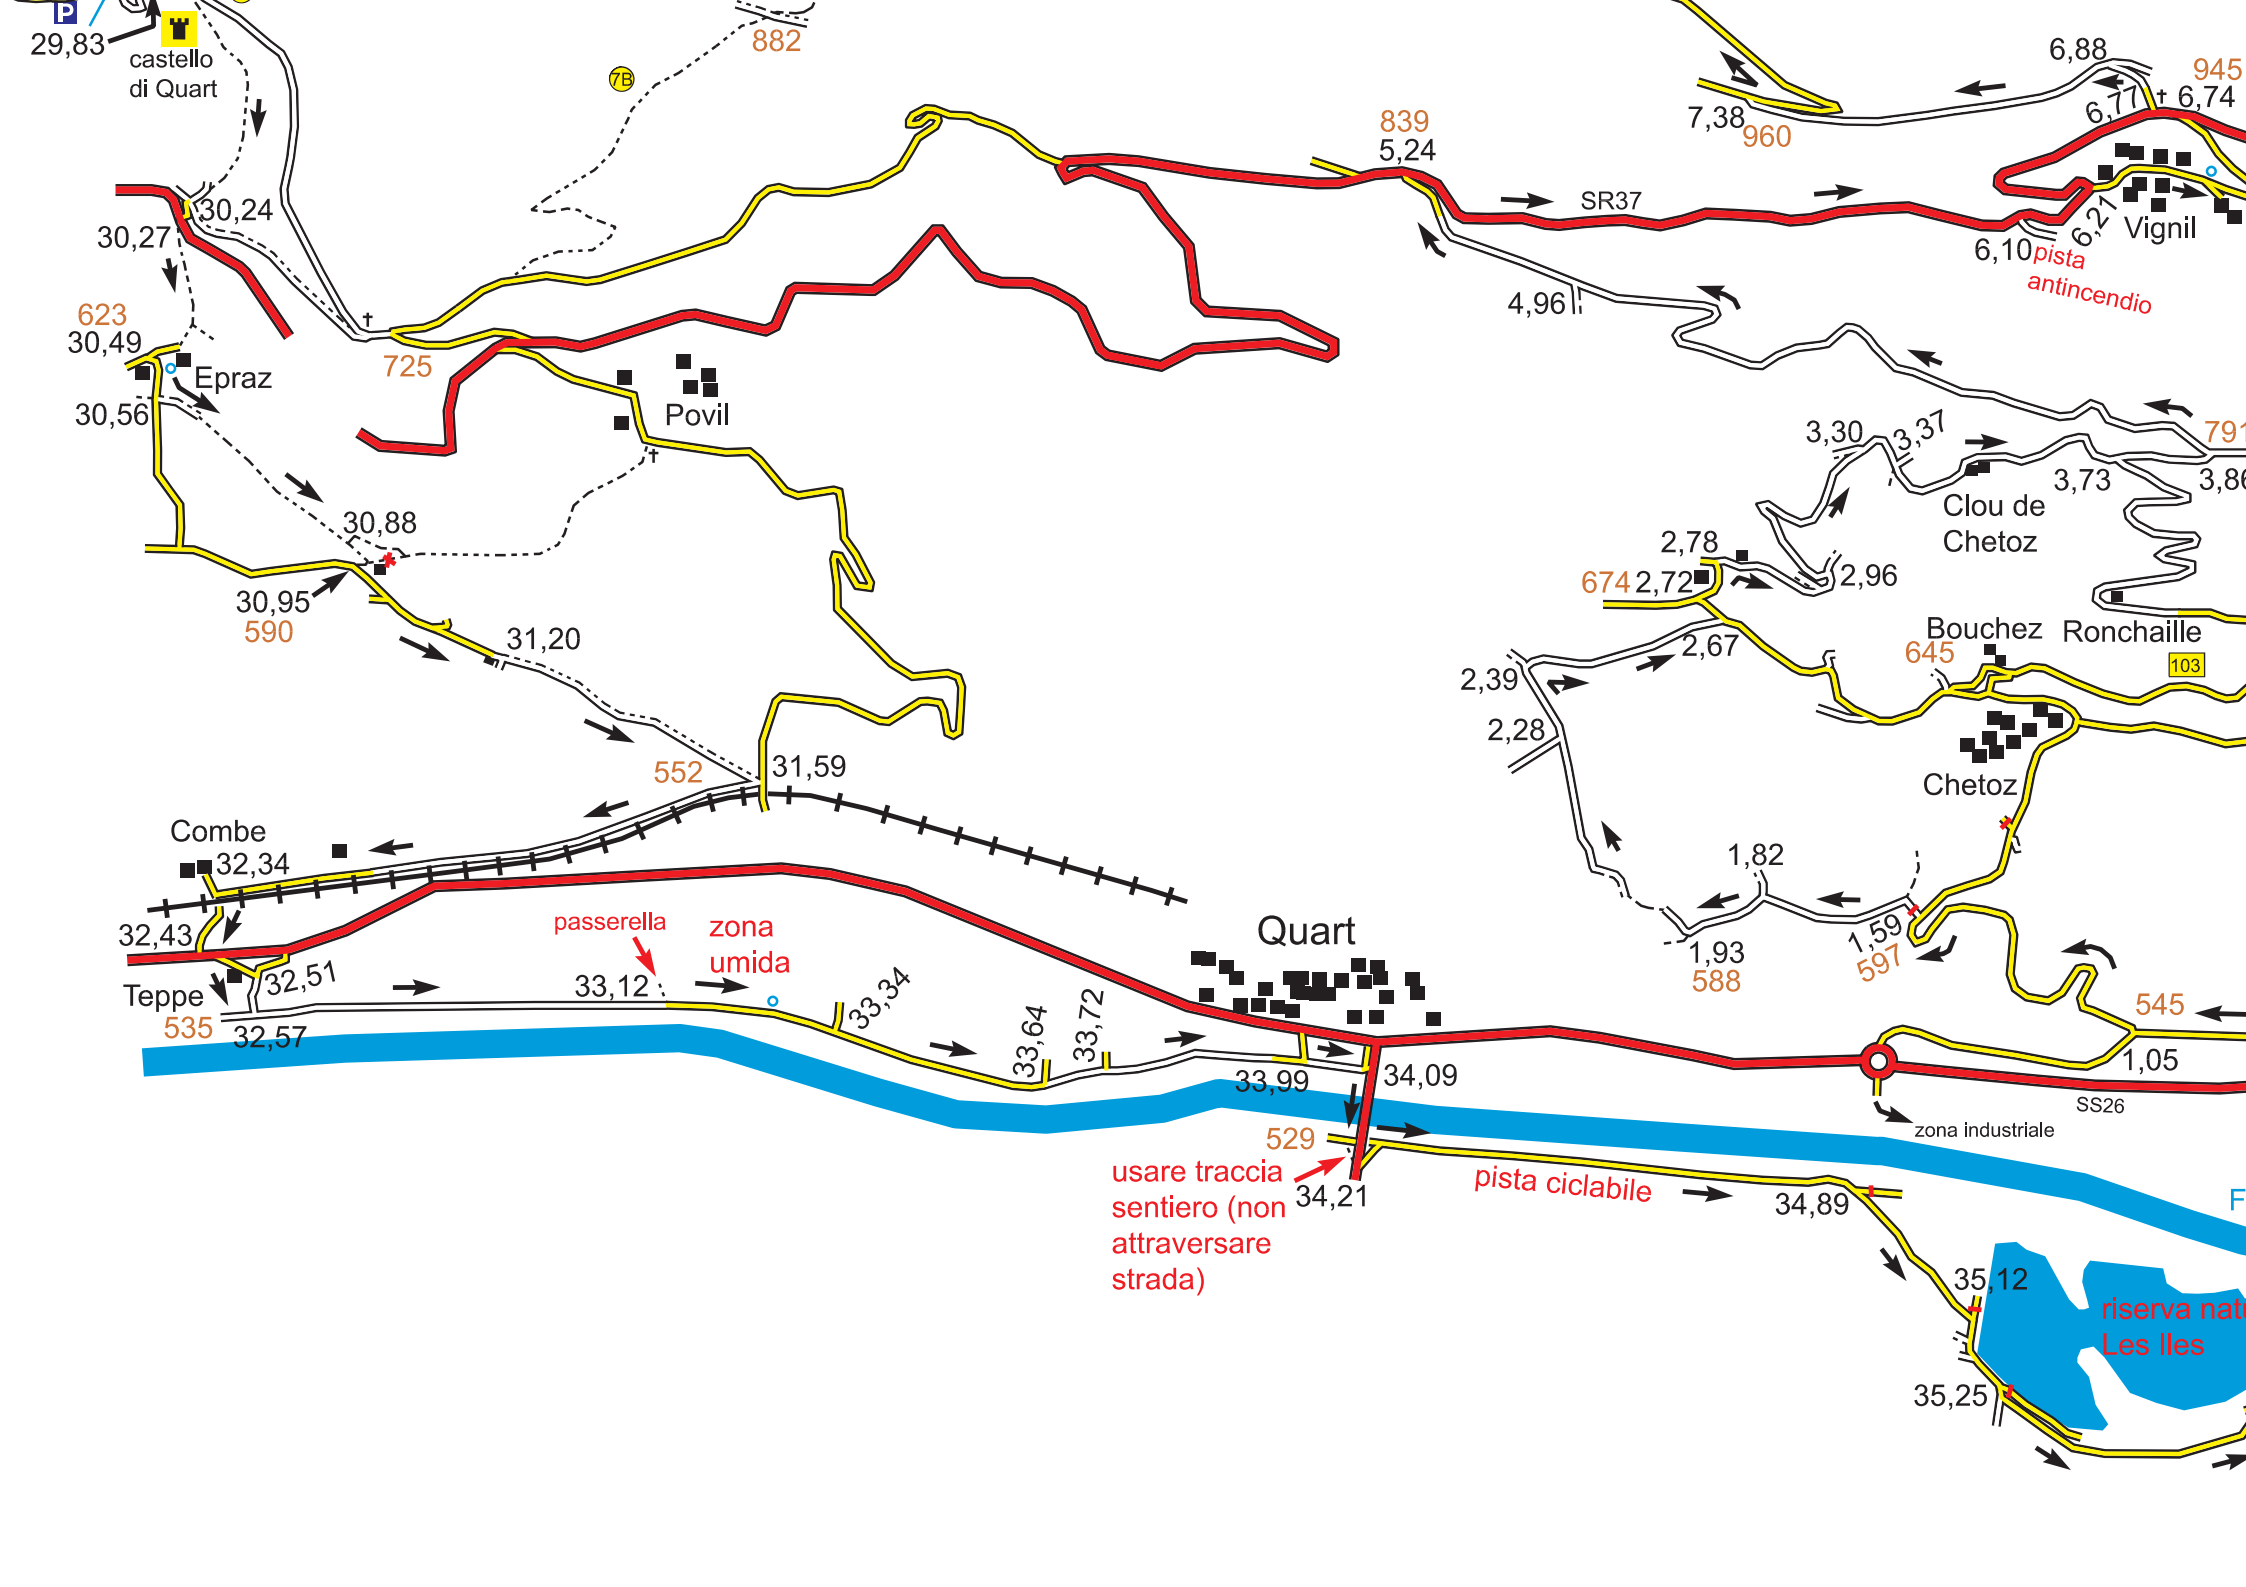 P
29,83
castello
di Quart
882
7B
6,88
945
6,77
6,74
7,38
960
839
5,24
SR37
6,21
Vignil
6,10
pista
antincendio
30,24
30,27
4,96
623
30,49
Epraz
30,56
725
Povil
791
3,30
3,37
3,73
3,86
Clou de
Chetoz
30,88
30,95
590
2,78
674
2,72
2,96
31,20
2,67
Bouchez
Ronchaille
645
103
2,39
2,28
552
31,59
Chetoz
Combe
32,34
1,82
32,43
passerella
zona
umida
Quart
1,93
588
1,59
597
Teppe
32,51
33,12
535
32,57
33,34
33,64
33,72
545
33,99
34,09
1,05
SS26
529
zona industriale
usare traccia
sentiero (non
attraversare
strada)
34,21
pista ciclabile
34,89
F
35,12
riserva natu
Les Iles
35,25